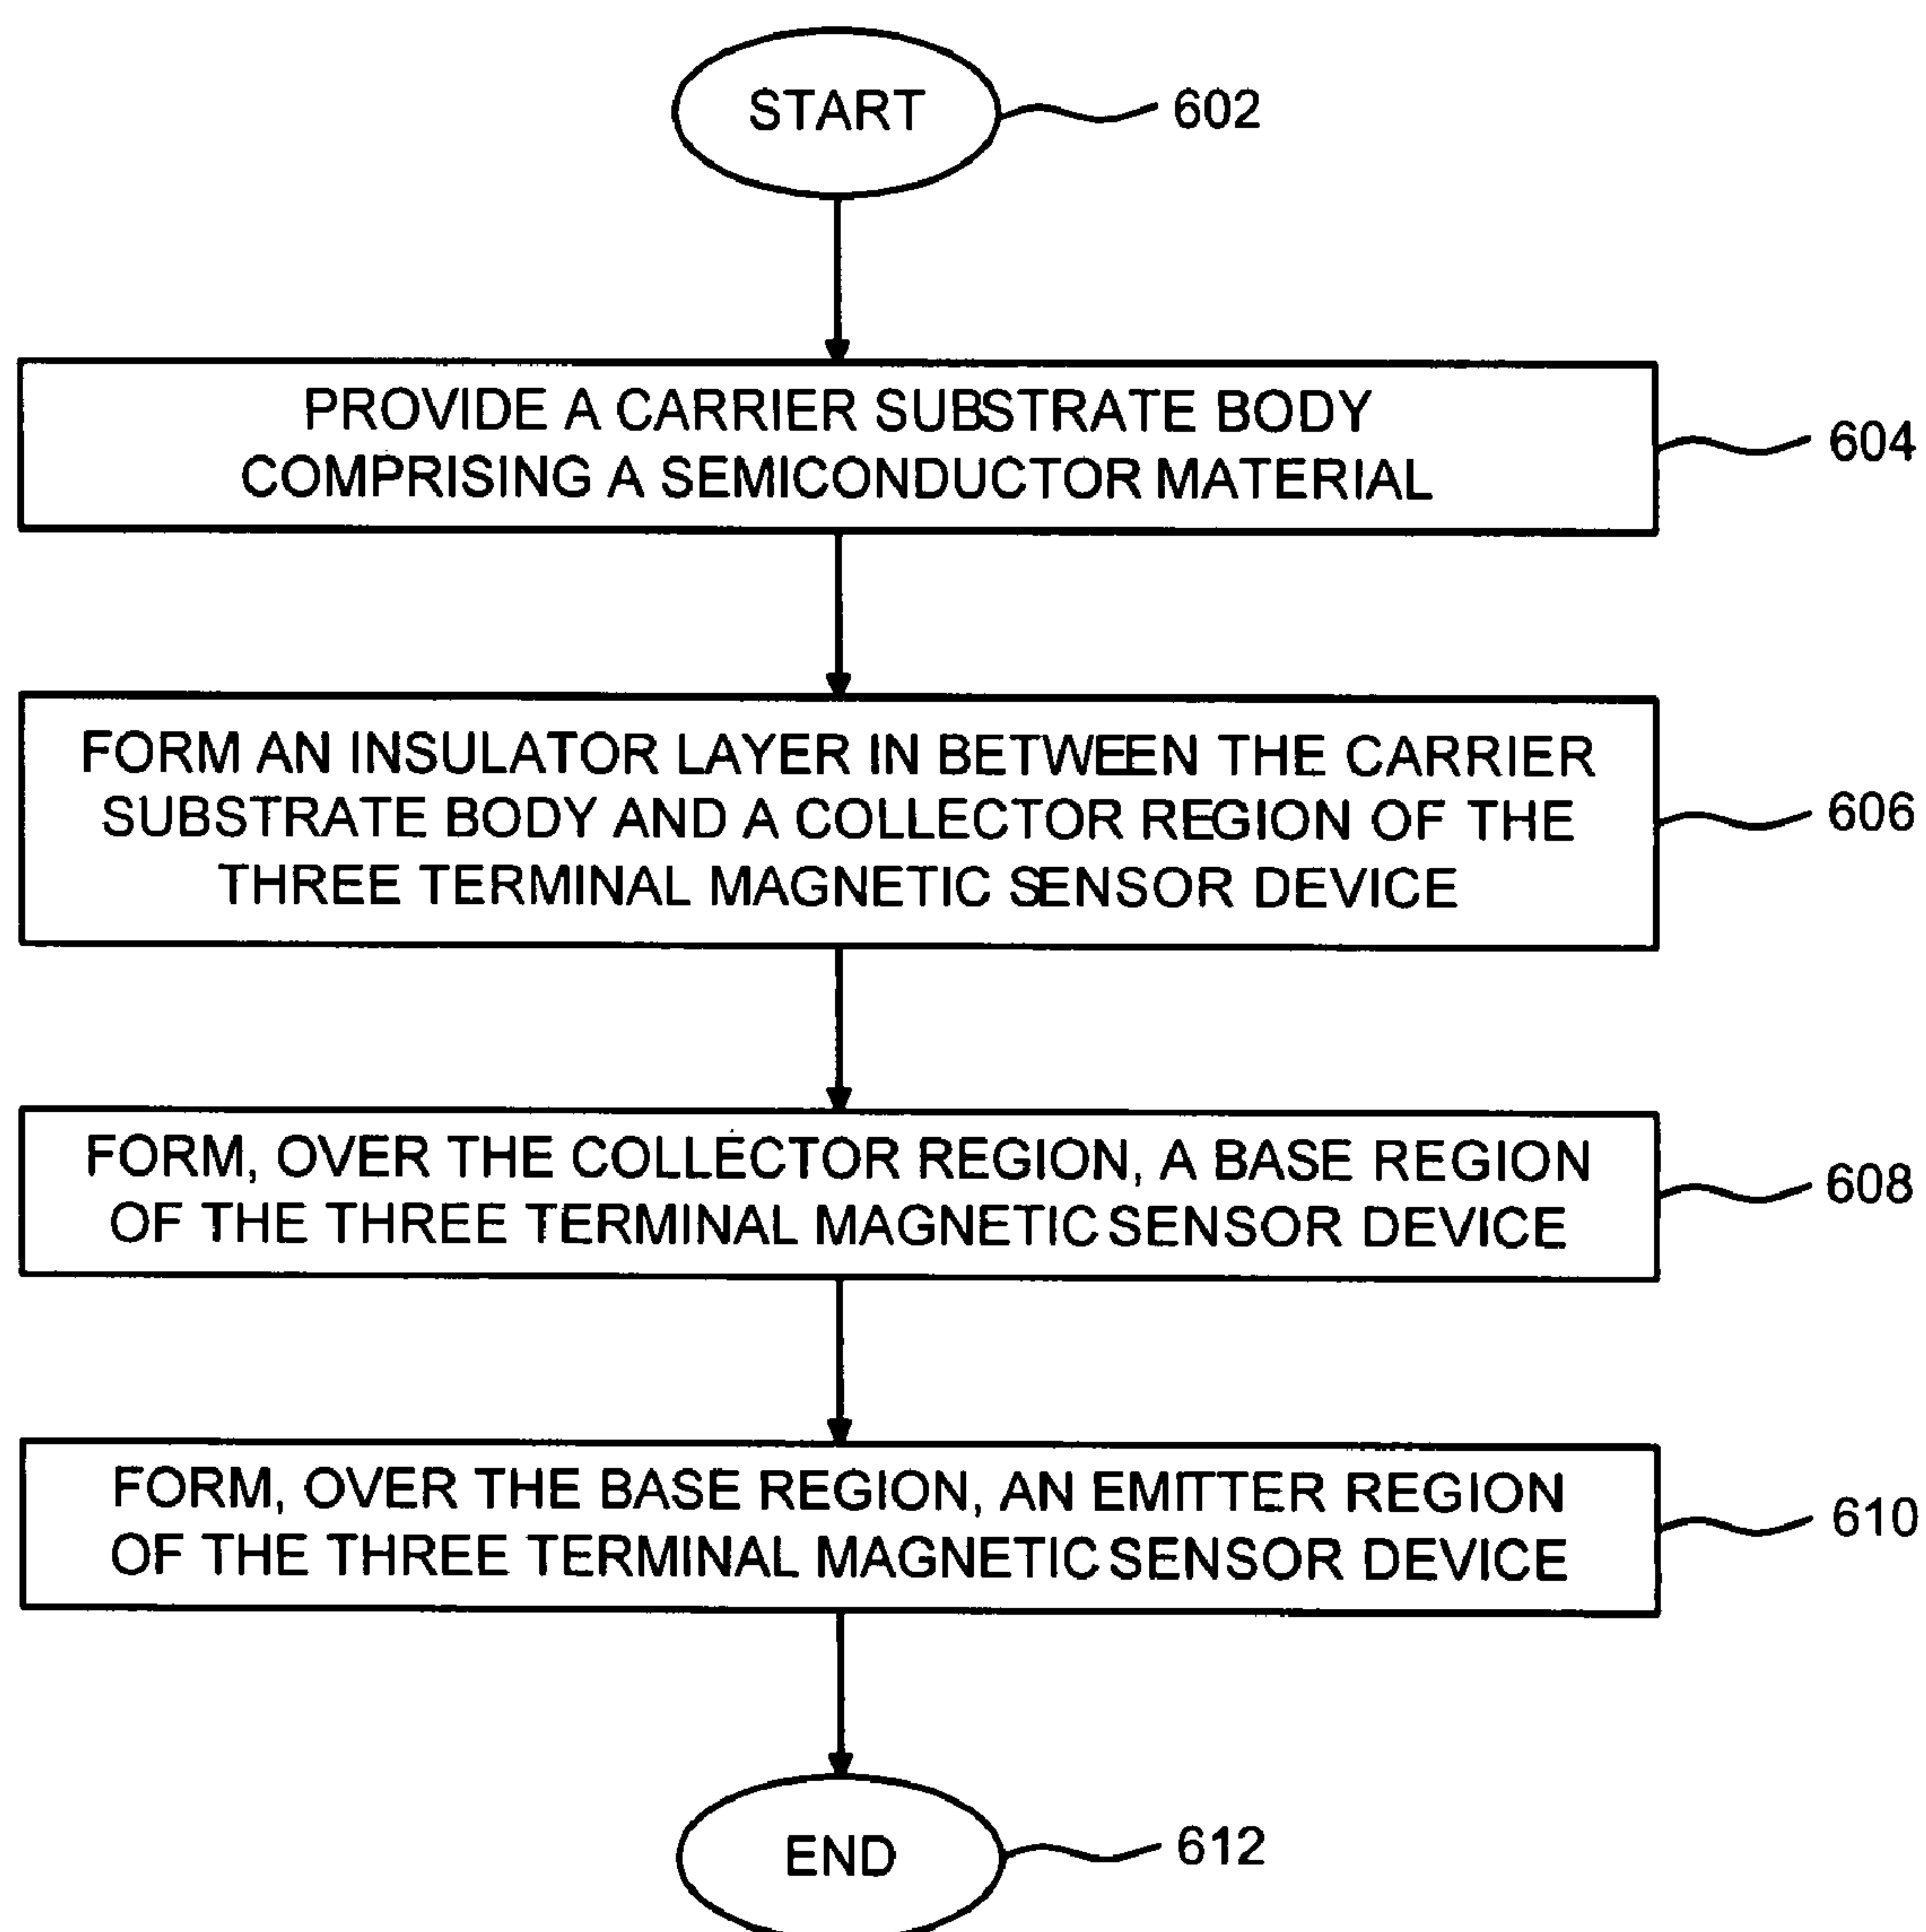 START
602
PROVIDE A CARRIER SUBSTRATE BODY
COMPRISING A SEMICONDUCTOR MATERIAL
604
FORM AN INSULATOR LAYER IN BETWEEN THE CARRIER
SUBSTRATE BODY AND A COLLECTOR REGION OF THE
THREE TERMINAL MAGNETIC SENSOR DEVICE
606
FORM, OVER THE COLLECTOR REGION, A BASE REGION
OF THE THREE TERMINAL MAGNETIC SENSOR DEVICE
608
FORM, OVER THE BASE REGION, AN EMITTER REGION
OF THE THREE TERMINAL MAGNETIC SENSOR DEVICE
610
END
612